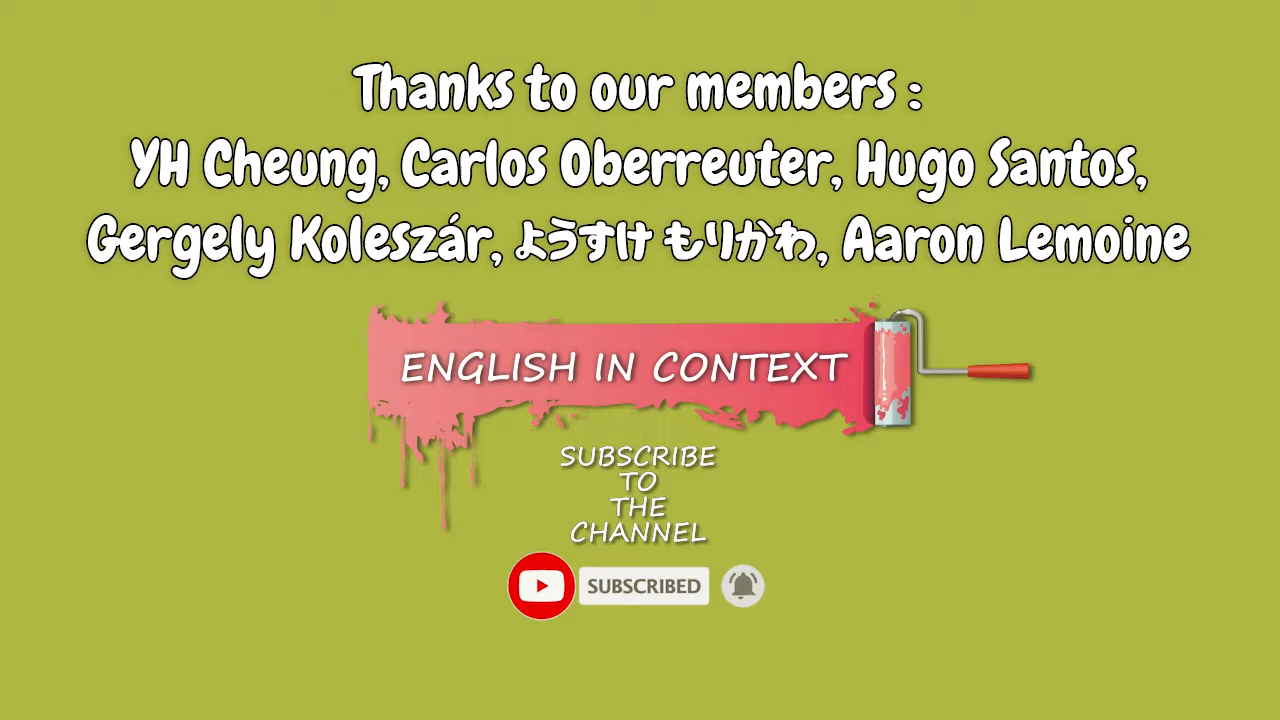 Thanks to our members :
YH Cheung, Carlos Oberreuter, Hugo Santos,
Gergely Koleszár, ようすけ もりかわ, Aaron Lemoine
ENGLISH IN CONTEXT
SUBSCRIBE
TO
THE
CHANNEL
SUBSCRIBED